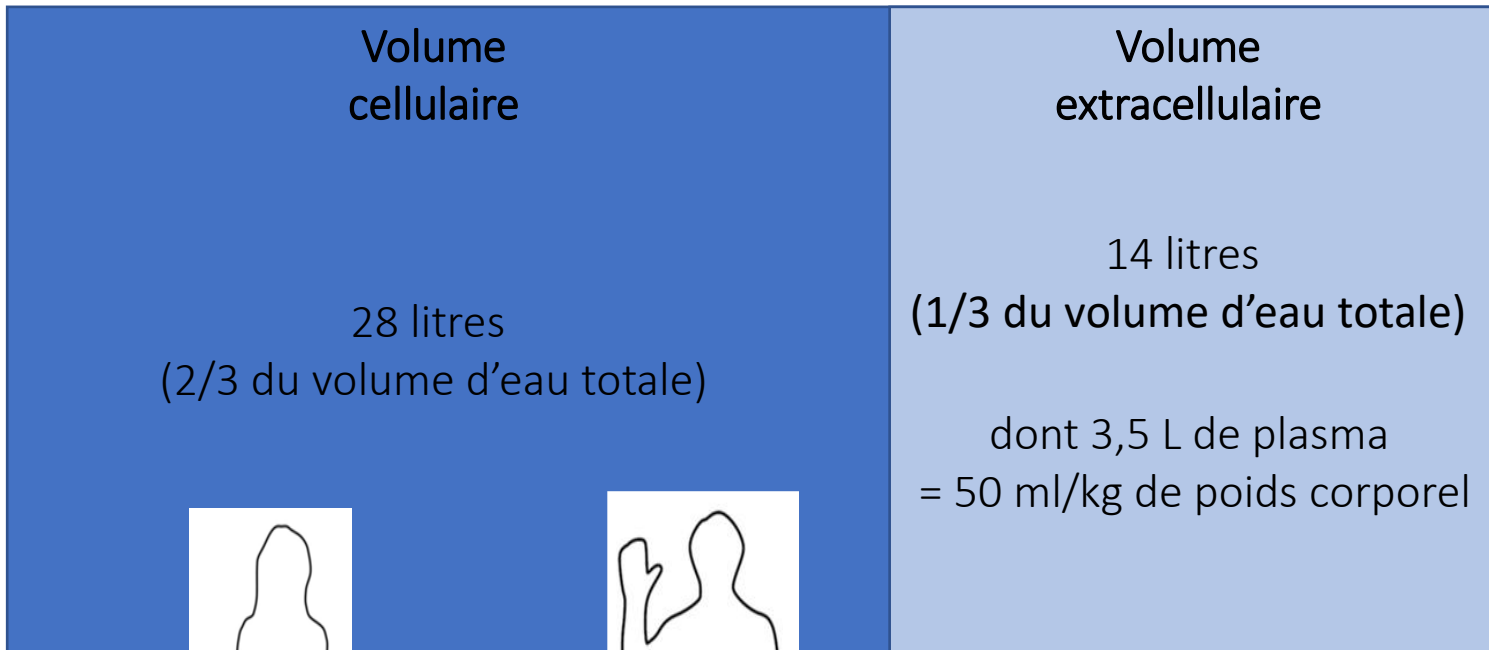 Volume
cellulaire
28 litres
(2/3 du volume d’eau totale)
Volume
extracellulaire
14 litres
(1/3 du volume d’eau totale)
dont 3,5 L de plasma
= 50 ml/kg de poids corporel